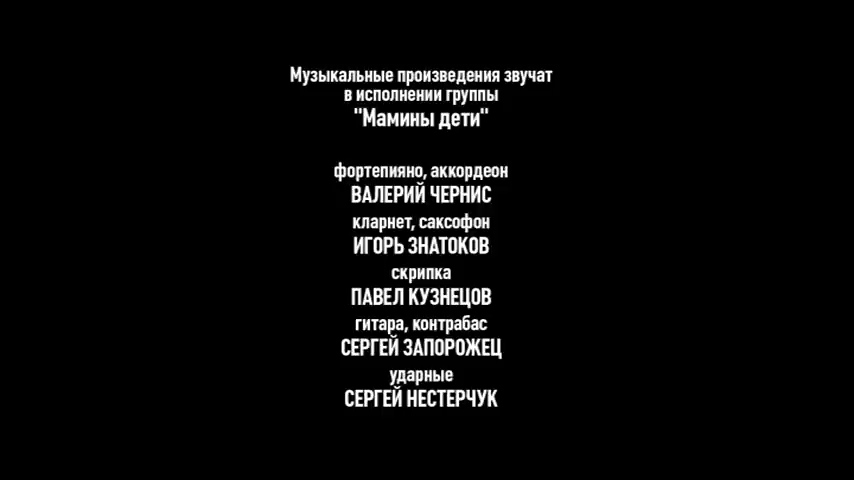 Музыкальные произведения звучат
в исполнении группы
"Мамины дети"
фортепияно, аккордеон
ВАЛЕРИЙ ЧЕРНИС
кларнет, саксофон
ИГОРЬ ЗНАТОКОВ
скрипка
ПАВЕЛ КУЗНЕЦОВ
гитара, контрабас
СЕРГЕЙ ЗАПОРОЖЕЦ
ударные
СЕРГЕЙ НЕСТЕРЧУК